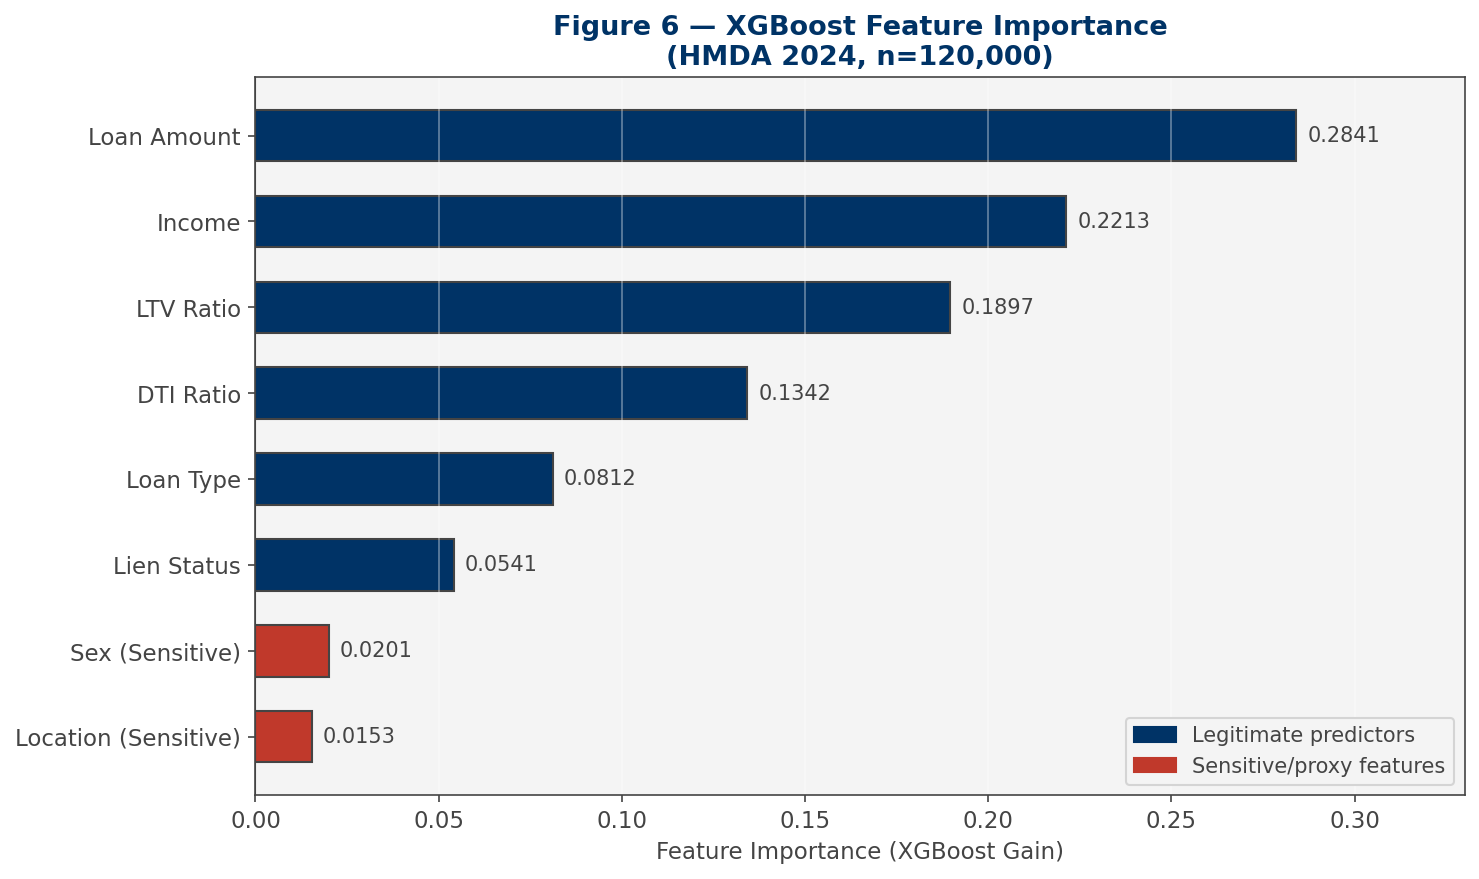 Figure 6 — XGBoost Feature Importance
(HMDA 2024, n=120,000)
Loan Amount 0.2841
Income 0.2213
LTV Ratio 0.1897
DTI Ratio 0.1342
Loan Type 0.0812
Lien Status 0.0541
Sex (Sensitive) 0.0201
Location (Sensitive) 0.0153
Legitimate predictors
Sensitive/proxy features
0.00 0.05 0.10 0.15 0.20 0.25 0.30
Feature Importance (XGBoost Gain)